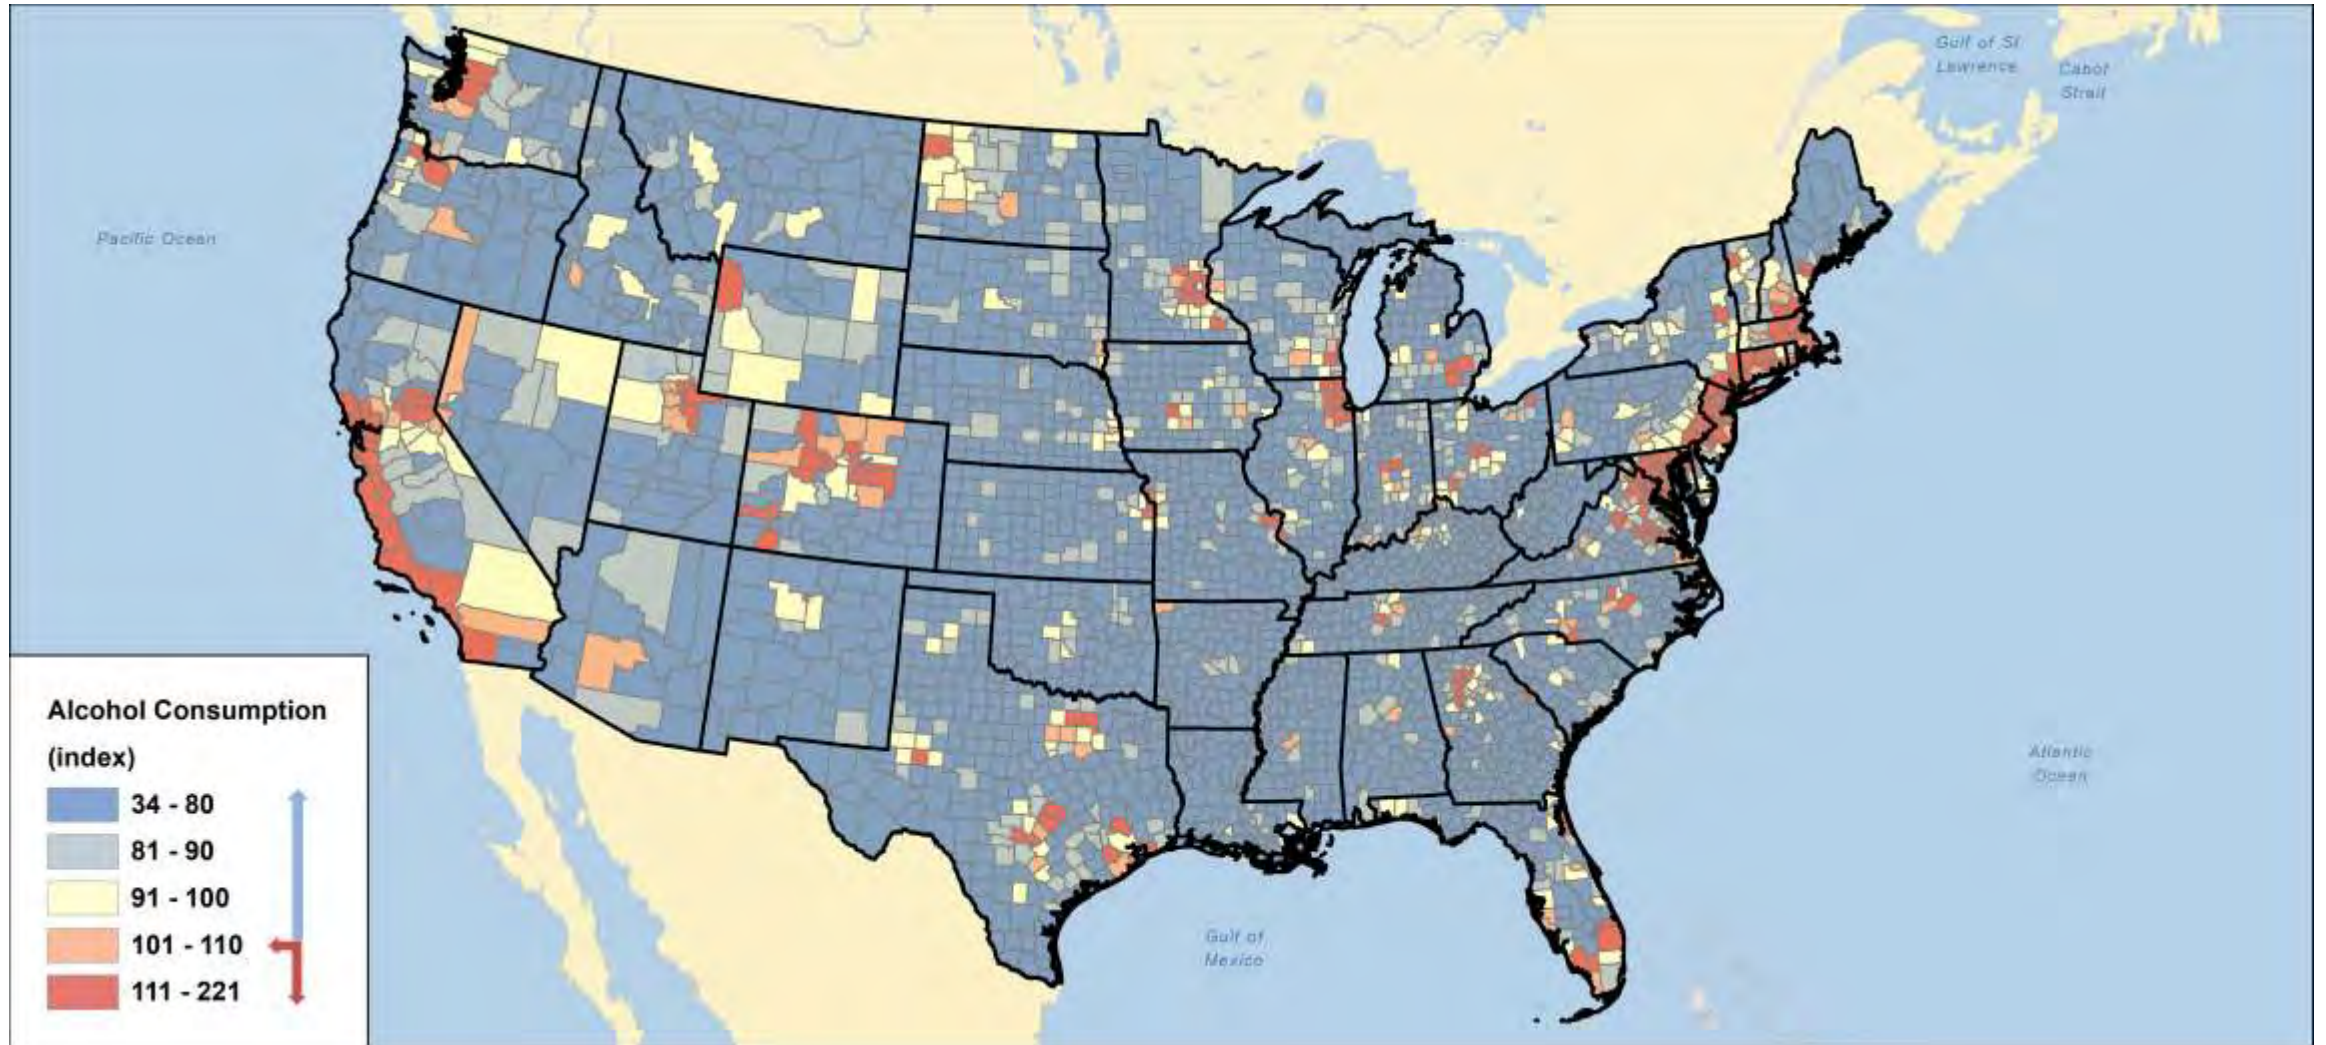 Gulf of St
Lawrence
Cabot
Strait
Pacific Ocean
Alcohol Consumption
(index)
34 - 80
81 - 90
91 - 100
101 - 110
111 - 221
Atlantic
Ocean
Gulf of
Mexico